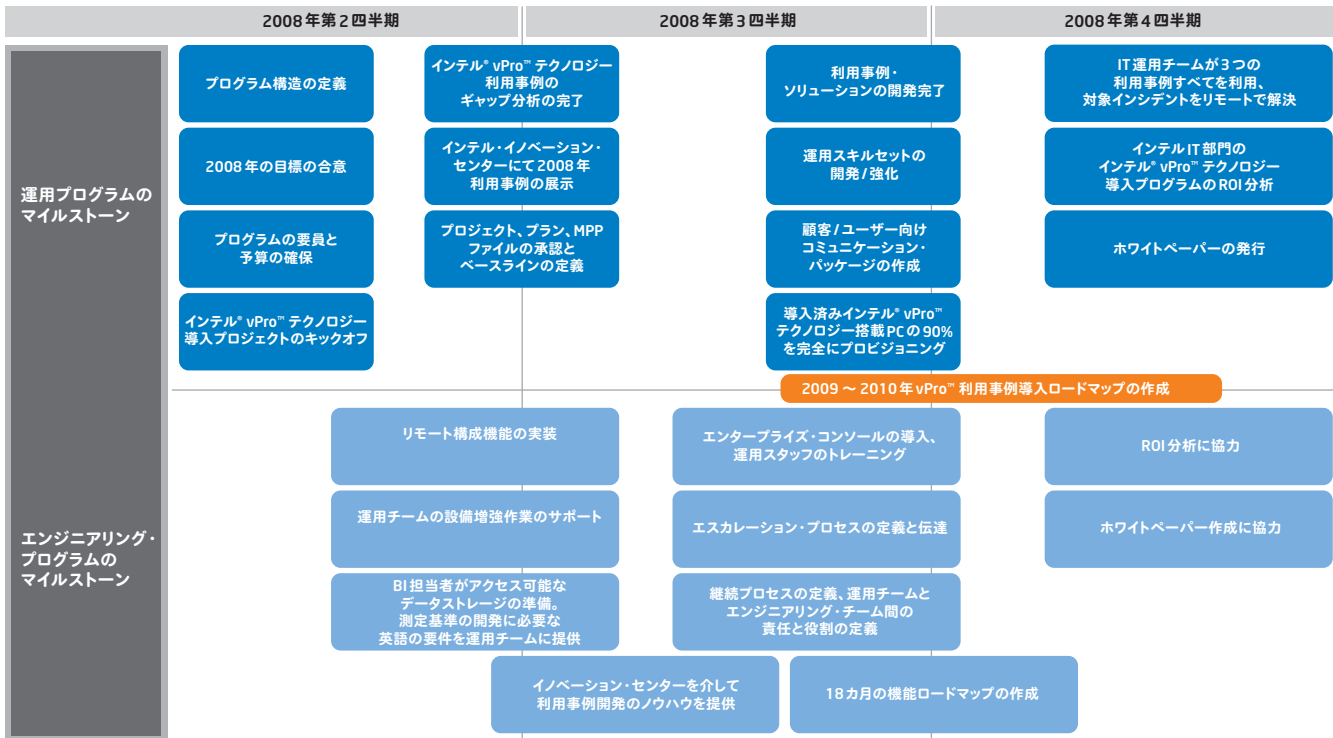 2008年第2四半期
2008年第3四半期
2008年第4四半期
運用プログラムの
マイルストーン
プログラム構造の定義
2008年の目標の合意
プログラムの要員と
予算の確保
インテル® vPro™ テクノロジー
導入プロジェクトのキックオフ
インテル® vPro™ テクノロジー
利用事例の
ギャップ分析の完了
インテル・イノベーション・
センターにて2008年
利用事例の展示
プロジェクト、プラン、MPP
ファイルの承認と
ベースラインの定義
利用事例・
ソリューションの開発完了
運用スキルセットの
開発/強化
顧客/ユーザー向け
コミュニケーション・
パッケージの作成
導入済みインテル® vPro™
テクノロジー搭載PCの90%
を完全にプロビジョニング
IT運用チームが3つの
利用事例すべてを利用、
対象インシデントをリモートで解決
インテルIT部門の
インテル® vPro™ テクノロジー
導入プログラムのROI分析
ホワイトペーパーの発行
2009 ～ 2010年 vPro™ 利用事例導入ロードマップの作成
エンジニアリング・
プログラムの
マイルストーン
リモート構成機能の実装
運用チームの設備増強作業のサポート
BI担当者がアクセス可能な
データストレージの準備。
測定基準の開発に必要な
英語の要件を運用チームに提供
イノベーション・センターを介して
利用事例開発のノウハウを提供
エンタープライズ・コンソールの導入、
運用スタッフのトレーニング
エスカレーション・プロセスの定義と伝達
継続プロセスの定義、運用チームと
エンジニアリング・チーム間の
責任と役割の定義
18カ月の機能ロードマップの作成
ROI分析に協力
ホワイトペーパー作成に協力